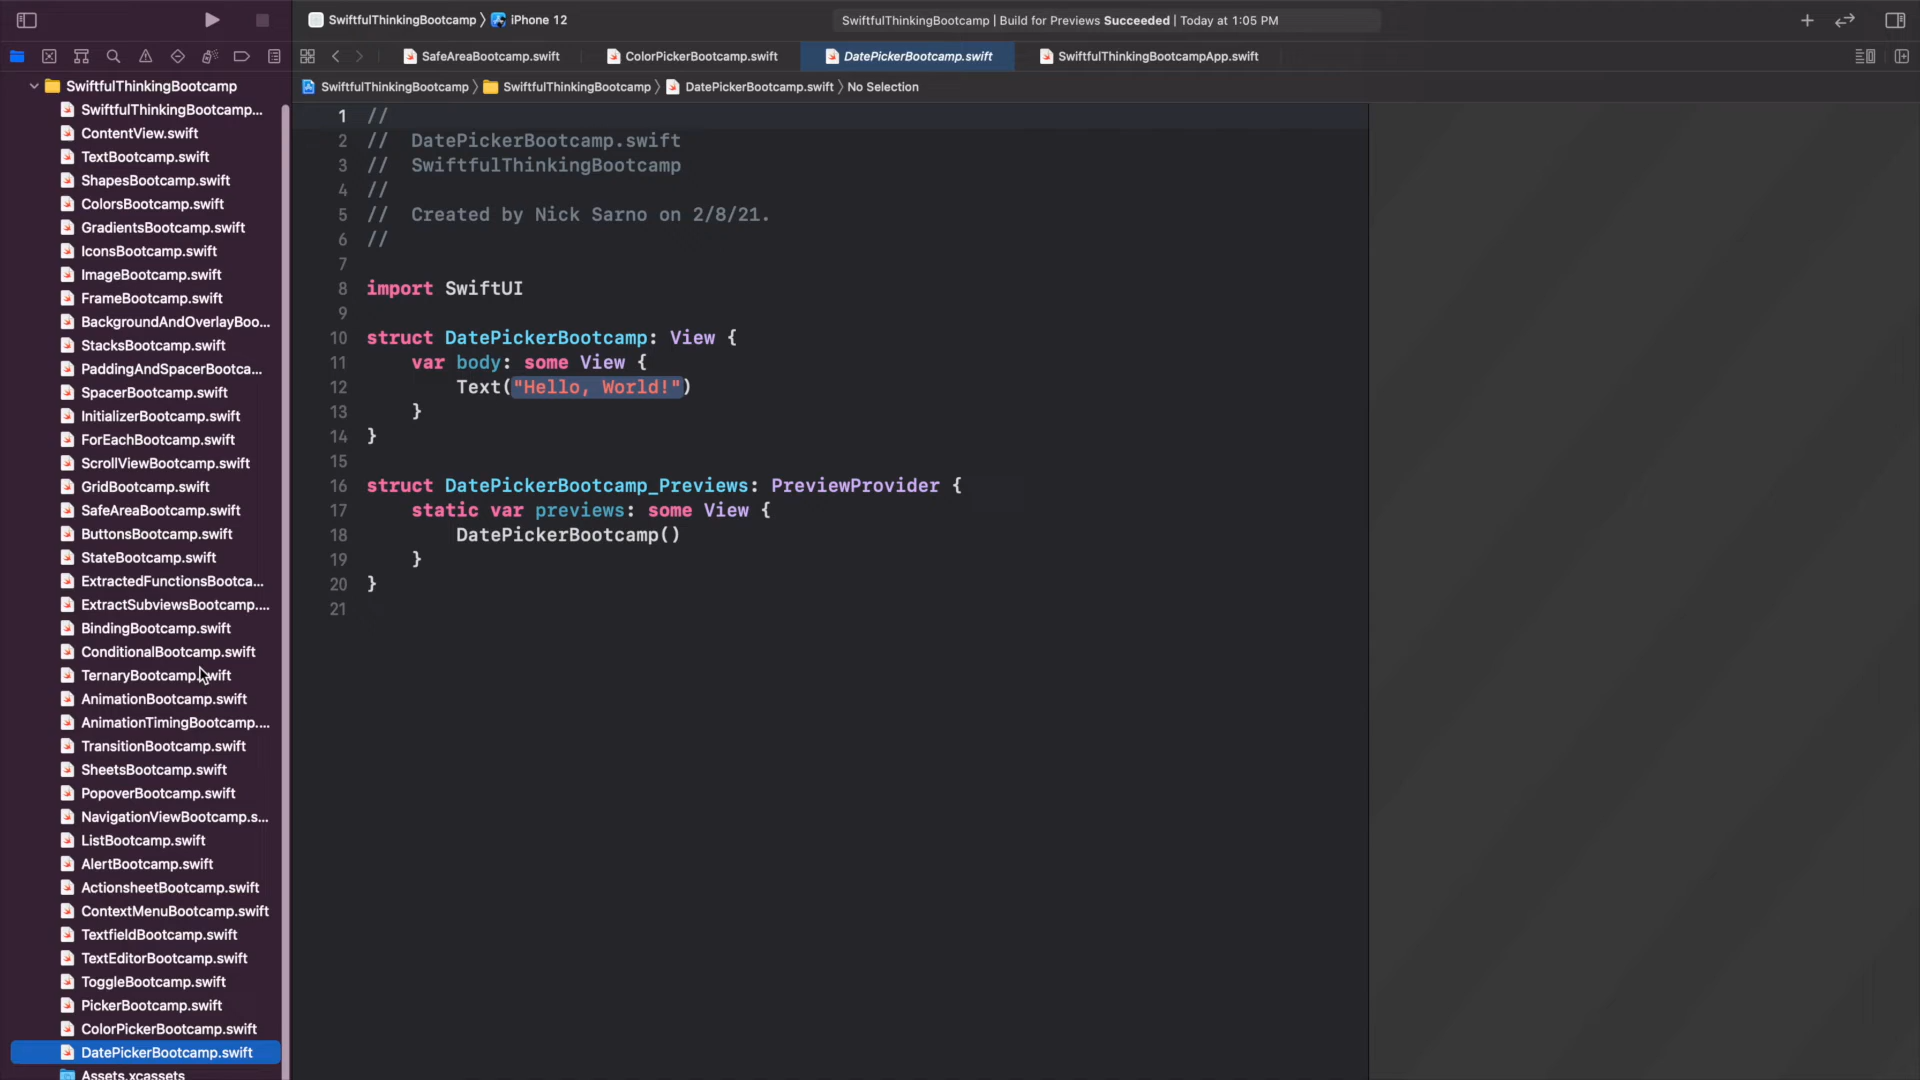 SwiftfulThinkingBootcamp 〉 iPhone 12
SwiftfulThinkingBootcamp | Build for Previews Succeeded | Today at 1:05 PM
SafeAreaBootcamp.swift
ColorPickerBootcamp.swift
DatePickerBootcamp.swift
SwiftfulThinkingBootcampApp.swift
SwiftfulThinkingBootcamp 〉 SwiftfulThinkingBootcamp 〉 DatePickerBootcamp.swift 〉 No Selection
SwiftfulThinkingBootcamp
SwiftfulThinkingBootcamp...
ContentView.swift
TextBootcamp.swift
ShapesBootcamp.swift
ColorsBootcamp.swift
GradientsBootcamp.swift
IconsBootcamp.swift
ImageBootcamp.swift
FrameBootcamp.swift
BackgroundAndOverlayBoo...
StacksBootcamp.swift
PaddingAndSpacerBootca...
SpacerBootcamp.swift
InitializerBootcamp.swift
ForEachBootcamp.swift
ScrollViewBootcamp.swift
GridBootcamp.swift
SafeAreaBootcamp.swift
ButtonsBootcamp.swift
StateBootcamp.swift
ExtractedFunctionsBootca...
ExtractSubviewsBootcamp....
BindingBootcamp.swift
ConditionalBootcamp.swift
TernaryBootcamp.swift
AnimationBootcamp.swift
AnimationTimingBootcamp....
TransitionBootcamp.swift
SheetsBootcamp.swift
PopoverBootcamp.swift
NavigationViewBootcamp.s...
ListBootcamp.swift
AlertBootcamp.swift
ActionsheetBootcamp.swift
ContextMenuBootcamp.swift
TextfieldBootcamp.swift
TextEditorBootcamp.swift
ToggleBootcamp.swift
PickerBootcamp.swift
ColorPickerBootcamp.swift
DatePickerBootcamp.swift
Assets.xcassets
1 //
2 //  DatePickerBootcamp.swift
3 //  SwiftfulThinkingBootcamp
4 //
5 //  Created by Nick Sarno on 2/8/21.
6 //
7
8 import SwiftUI
9
10 struct DatePickerBootcamp: View {
11     var body: some View {
12         Text("Hello, World!")
13     }
14 }
15
16 struct DatePickerBootcamp_Previews: PreviewProvider {
17     static var previews: some View {
18         DatePickerBootcamp()
19     }
20 }
21